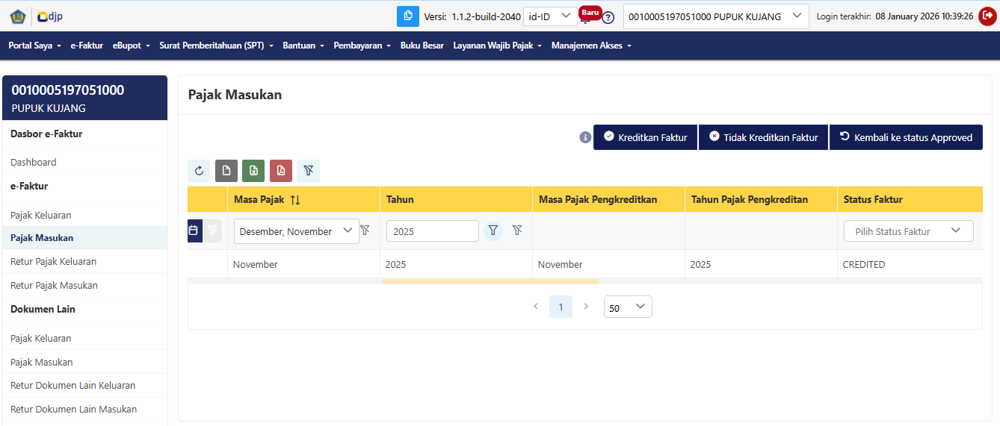 djp
Versi: 1.1.2-build-2040 id-ID Baru 0010005197051000 PUPUK KUJANG Login terakhir: 08 January 2026 10:39:26
Portal Saya e-Faktur eBupot Surat Pemberitahuan (SPT) Bantuan Pembayaran Buku Besar Layanan Wajib Pajak Manajemen Akses
0010005197051000
PUPUK KUJANG
Dasbor e-Faktur
Dashboard
e-Faktur
Pajak Keluaran
Pajak Masukan
Retur Pajak Keluaran
Retur Pajak Masukan
Dokumen Lain
Pajak Keluaran
Pajak Masukan
Retur Dokumen Lain Keluaran
Retur Dokumen Lain Masukan
Pajak Masukan
Kreditkan Faktur Tidak Kreditkan Faktur Kembali ke status Approved
Masa Pajak Tahun Masa Pajak Pengkreditkan Tahun Pajak Pengkreditan Status Faktur
Desember, November 2025 Pilih Status Faktur
November 2025 November 2025 CREDITED
1 50